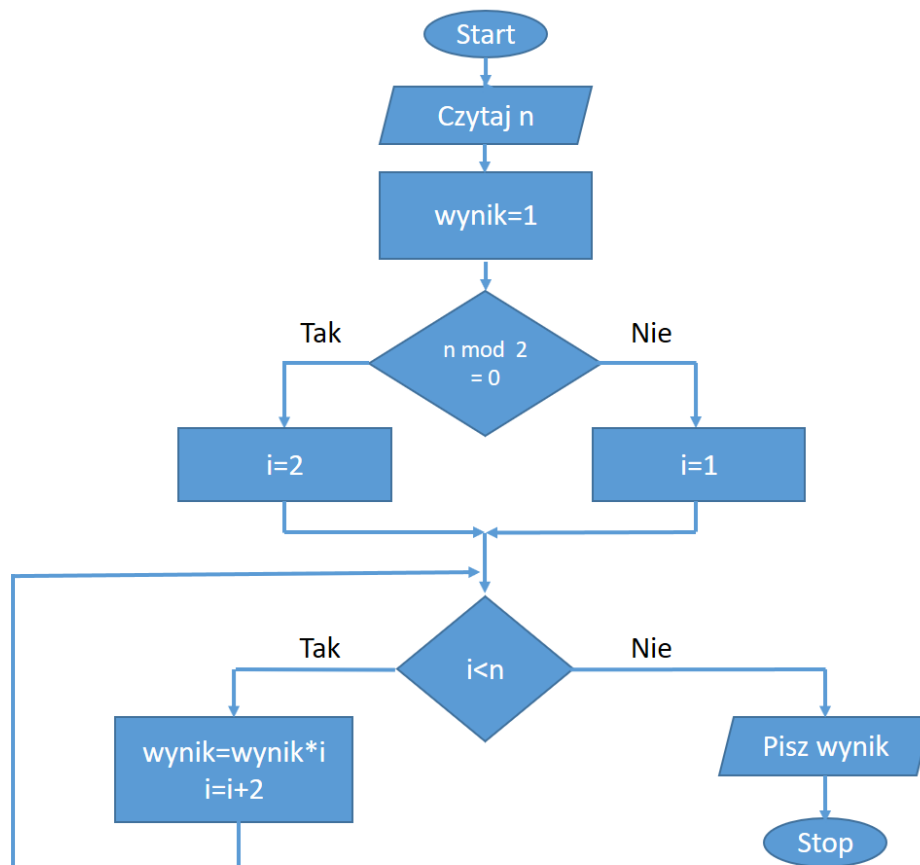 Start
Czytaj n
wynik=1
Tak
n mod 2
= 0
Nie
i=2
i=1
Tak
i<n
Nie
wynik=wynik*i
i=i+2
Pisz wynik
Stop